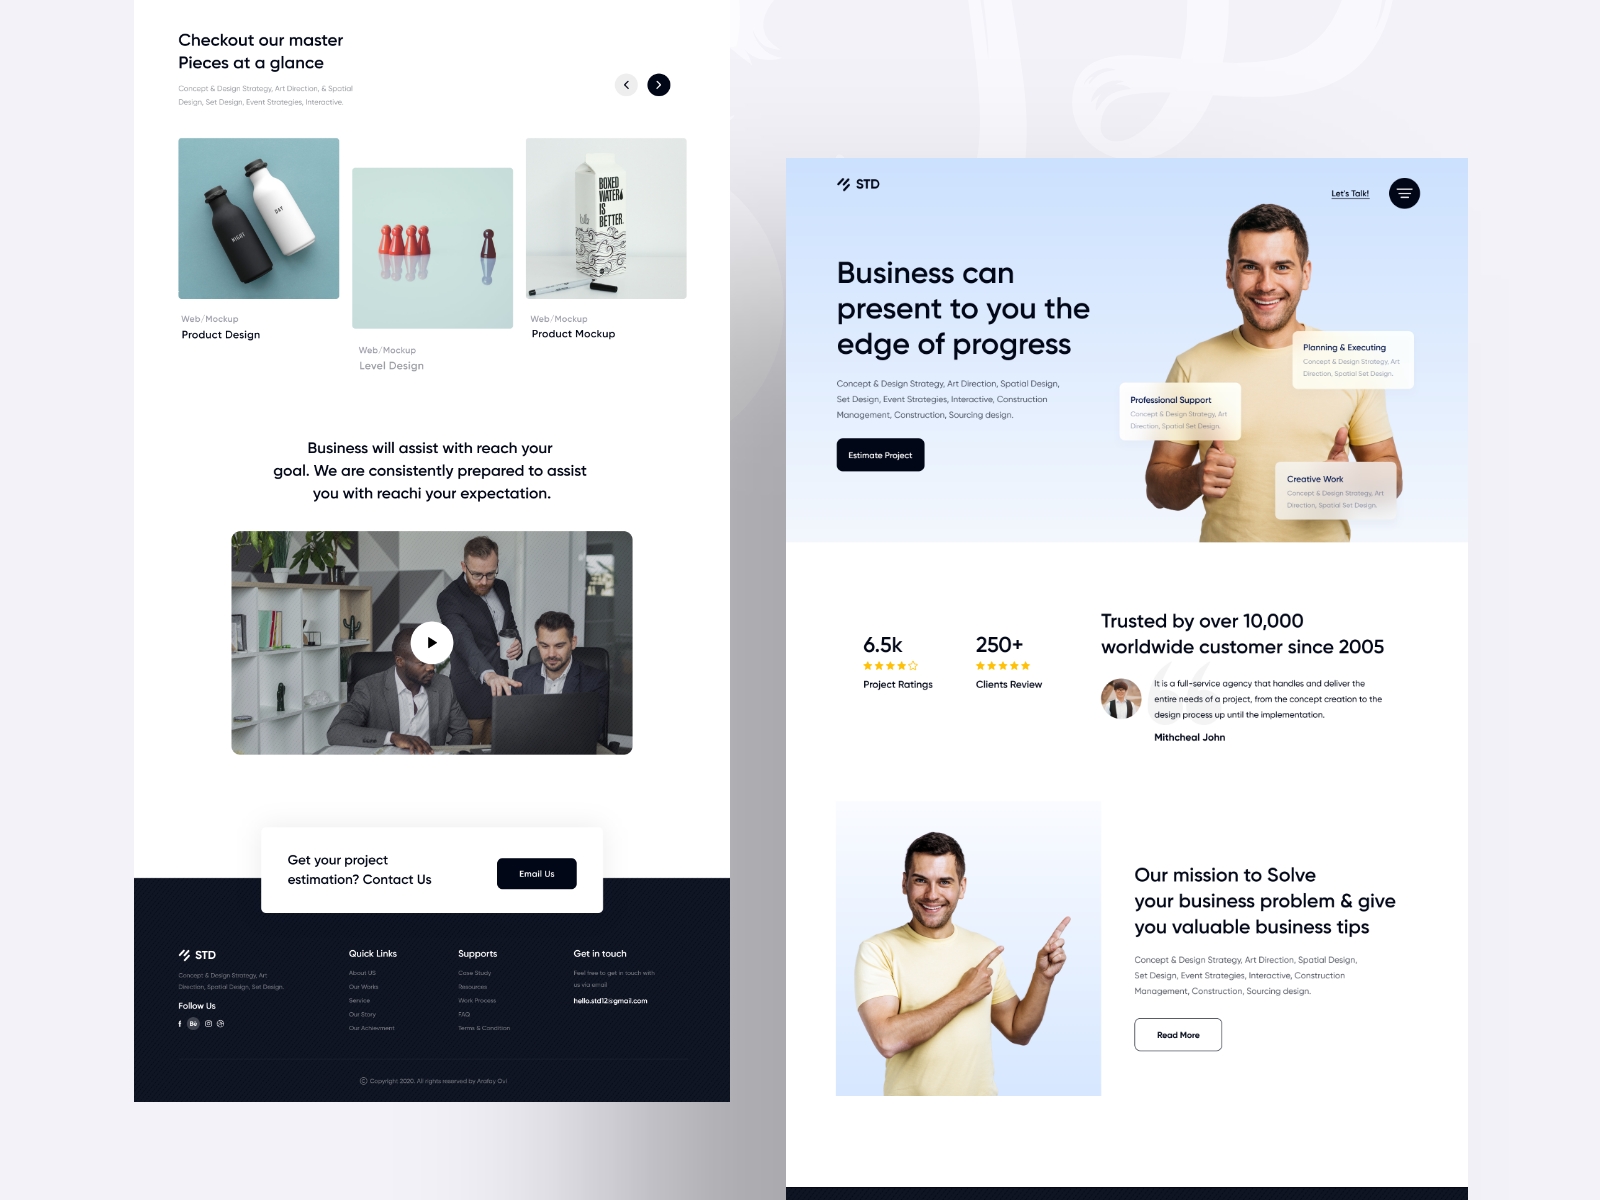 Checkout our master
Pieces at a glance
Concept & Design Strategy, Art Direction, & Spatial
Design, Set Design, Event Strategies, Interactive.
NIGHT
DAY
BOXED
WATER
IS
BETTER.
Web/Mockup
Product Design
Web/Mockup
Level Design
Web/Mockup
Product Mockup
Business will assist with reach your
goal. We are consistently prepared to assist
you with reachi your expectation.
Get your project
estimation? Contact Us
Email Us
STD
Concept & Design Strategy, Art
Direction, Spatial Design, Set Design.
Follow Us
f Be
Quick Links
About US
Our Works
Service
Our Story
Our Acheivment
Supports
Case Study
Resources
Work Process
FAQ
Terms & Condition
Get in touch
Feel free to get in touch with
us via email
hello.std12@gmail.com
© Copyright 2020. All rights reserved by Arafay Ovi
STD
Let's Talk!
Business can
present to you the
edge of progress
Concept & Design Strategy, Art Direction, Spatial Design,
Set Design, Event Strategies, Interactive, Construction
Management, Construction, Sourcing design.
Estimate Project
Planning & Executing
Concept & Design Strategy, Art
Direction, Spatial Set Design.
Professional Support
Concept & Design Strategy, Art
Direction, Spatial Set Design.
Creative Work
Concept & Design Strategy, Art
Direction, Spatial Set Design.
6.5k
Project Ratings
250+
Clients Review
Trusted by over 10,000
worldwide customer since 2005
It is a full-service agency that handles and deliver the
entire needs of a project, from the concept creation to the
design process up until the implementation.
Mithcheal John
Our mission to Solve
your business problem & give
you valuable business tips
Concept & Design Strategy, Art Direction, Spatial Design,
Set Design, Event Strategies, Interactive, Construction
Management, Construction, Sourcing design.
Read More